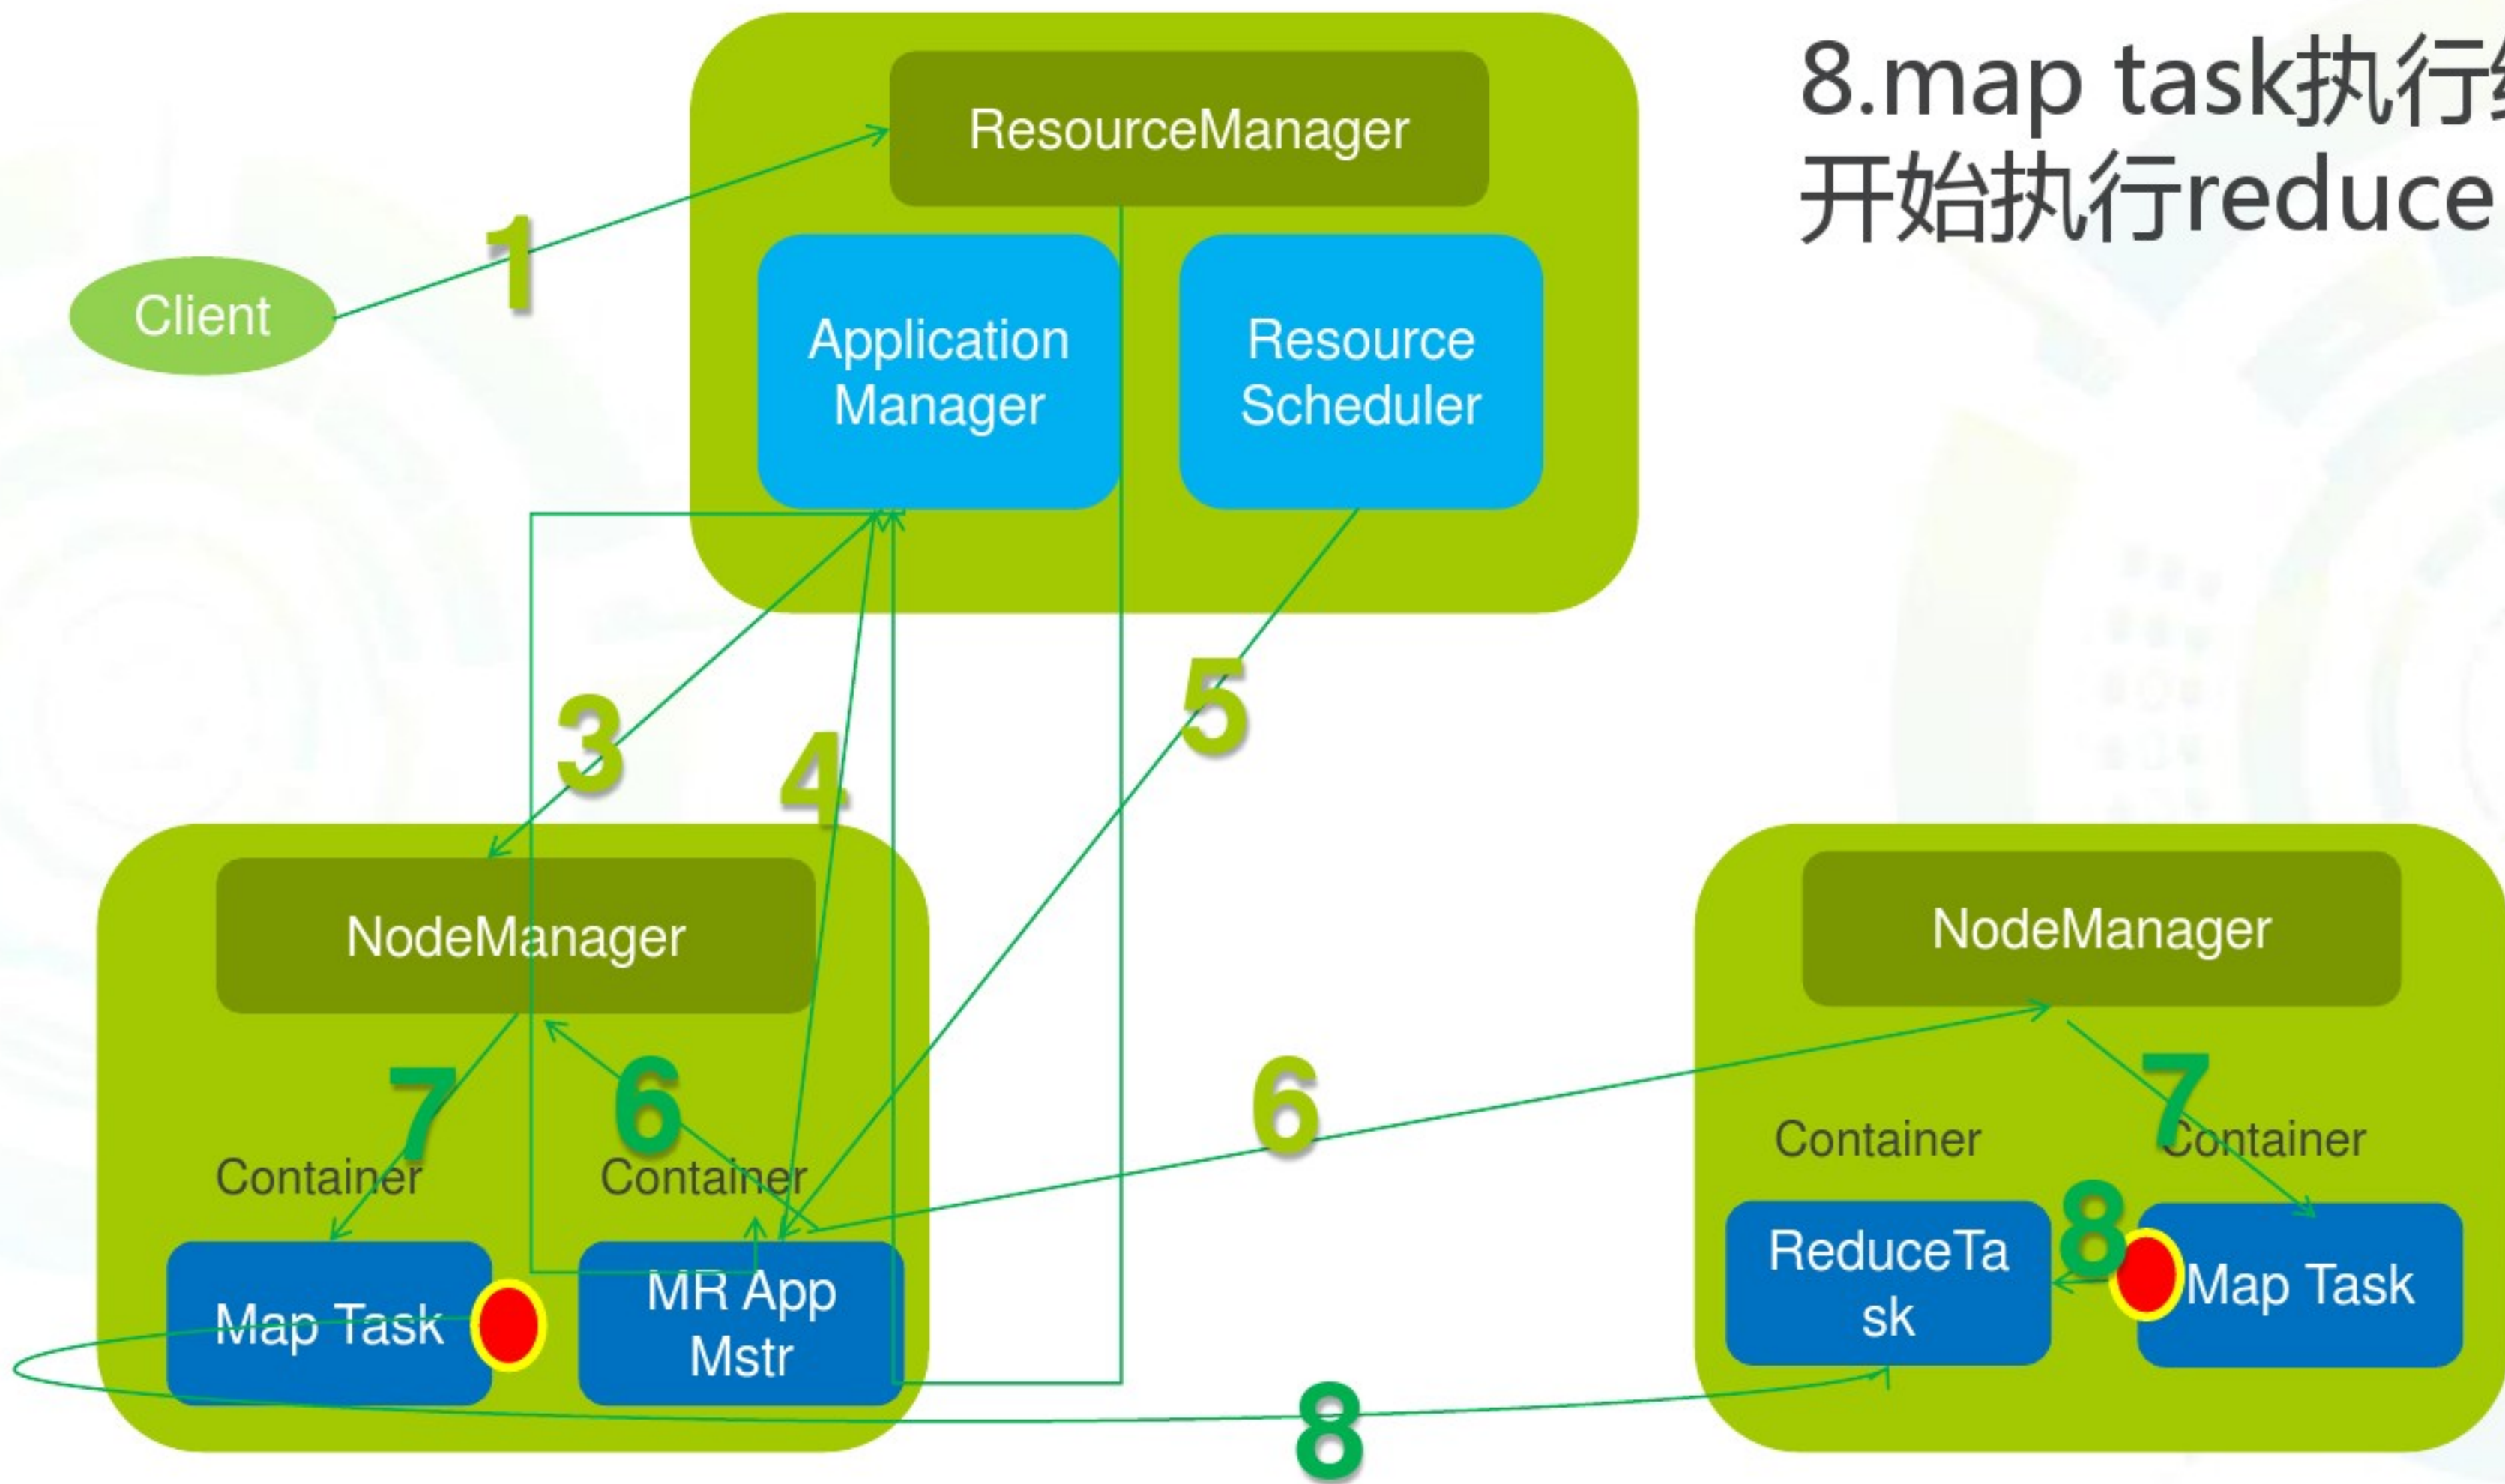 8.map task执行
开始执行reduce
ResourceManager
1
Client
Application
Manager
Resource
Scheduler
3
4
5
NodeManager
NodeManager
7
6
6
7
Container
Container
Container
Container
8
Map Task
MR App
Mstr
ReduceTa
sk
Map Task
8